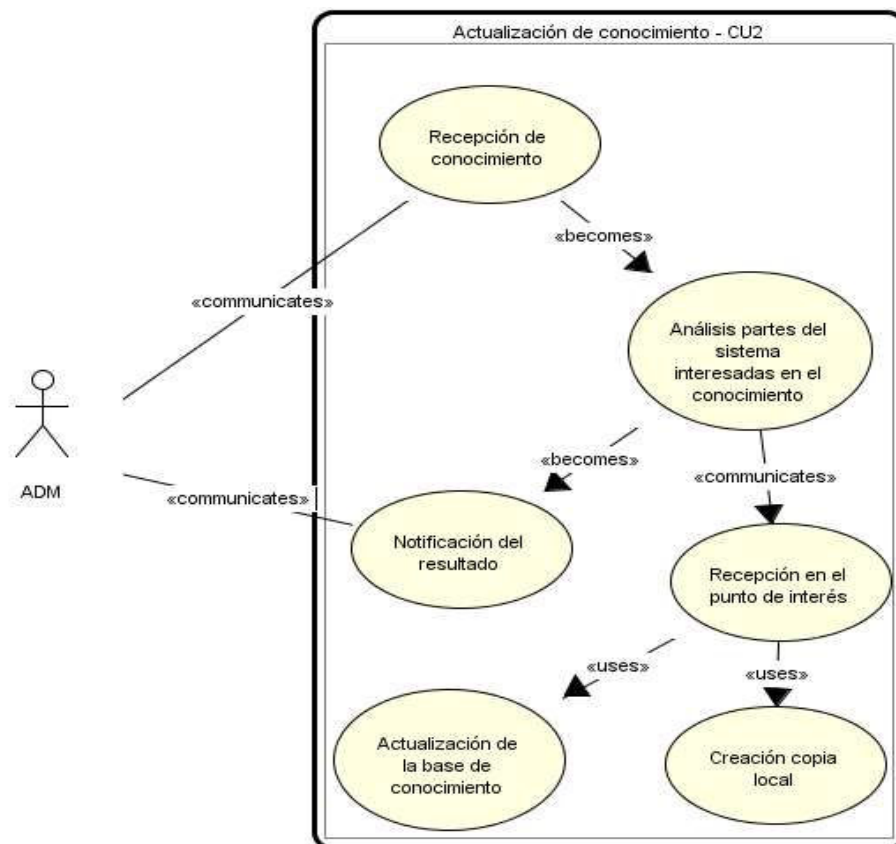 Actualización de conocimiento - CU2
Recepción de
conocimiento
«becomes»
«communicates»
Análisis partes del
sistema
interesadas en el
conocimiento
ADM
«becomes»
«communicates»
«communicates»
Notificación del
resultado
Recepción en el
punto de interés
«uses»
«uses»
Actualización de
la base de
conocimiento
Creación copia
local